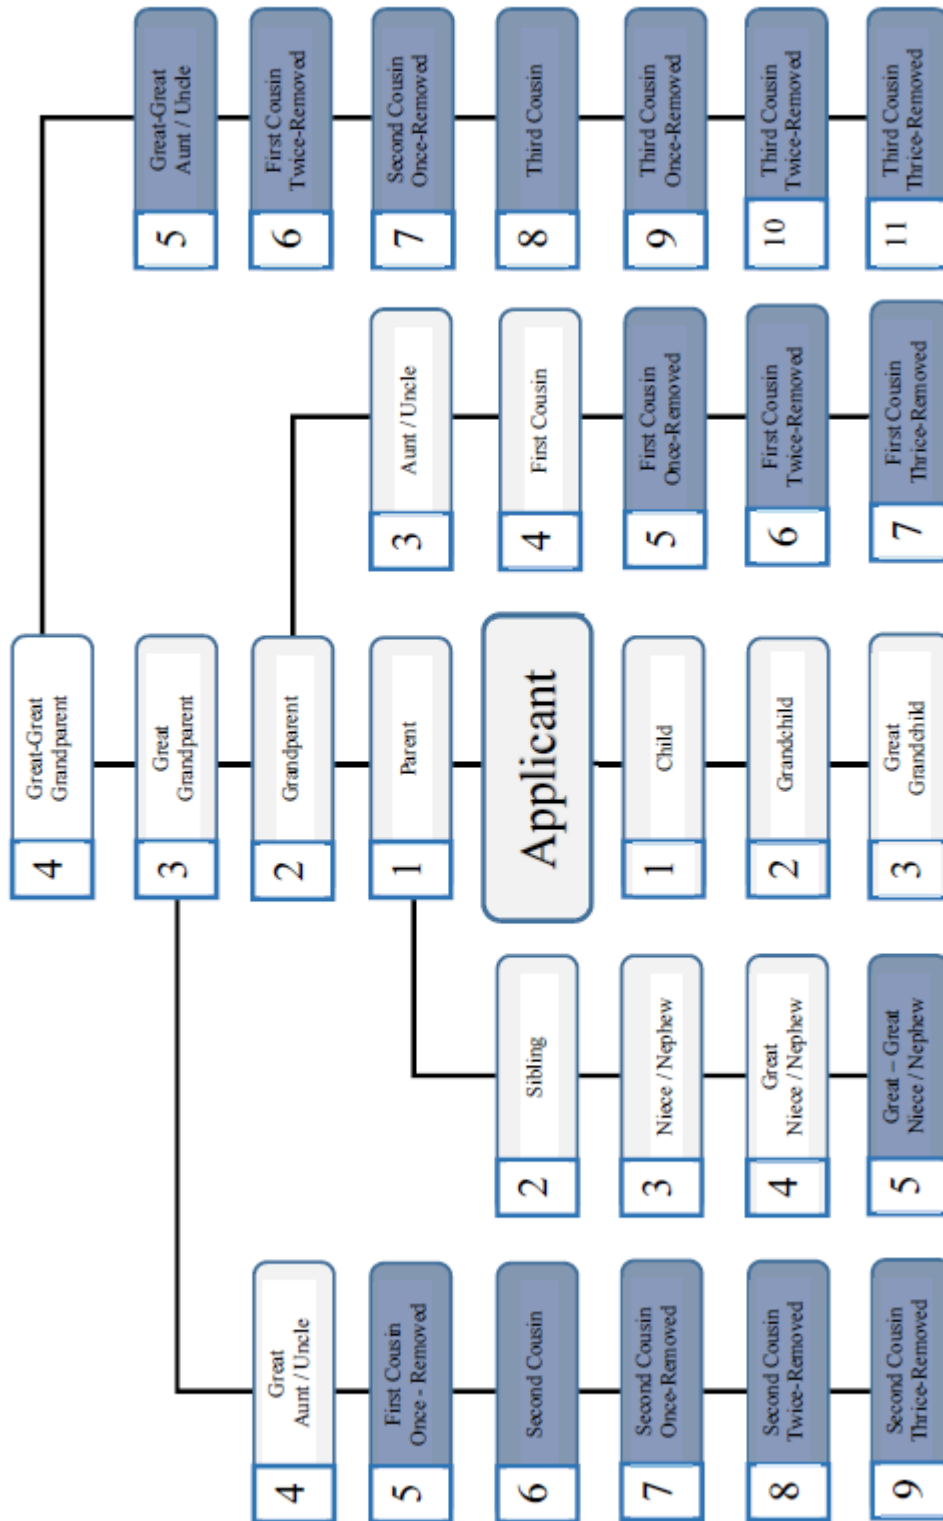 4
Great-Great
Grandparent
3
Great
Grandparent
5
Great-Great
Aunt / Uncle
4
Great
Aunt / Uncle
2
Grandparent
6
First Cousin
Twice-Removed
5
First Cousin
Once - Removed
1
Parent
3
Aunt / Uncle
7
Second Cousin
Once-Removed
6
Second Cousin
2
Sibling
Applicant
4
First Cousin
8
Third Cousin
7
Second Cousin
Once-Removed
3
Niece / Nephew
1
Child
5
First Cousin
Once-Removed
9
Third Cousin
Once-Removed
8
Second Cousin
Twice-Removed
4
Great
Niece / Nephew
2
Grandchild
6
First Cousin
Twice-Removed
10
Third Cousin
Twice-Removed
9
Second Cousin
Thrice-Removed
5
Great – Great
Niece / Nephew
3
Great
Grandchild
7
First Cousin
Thrice-Removed
11
Third Cousin
Thrice-Removed